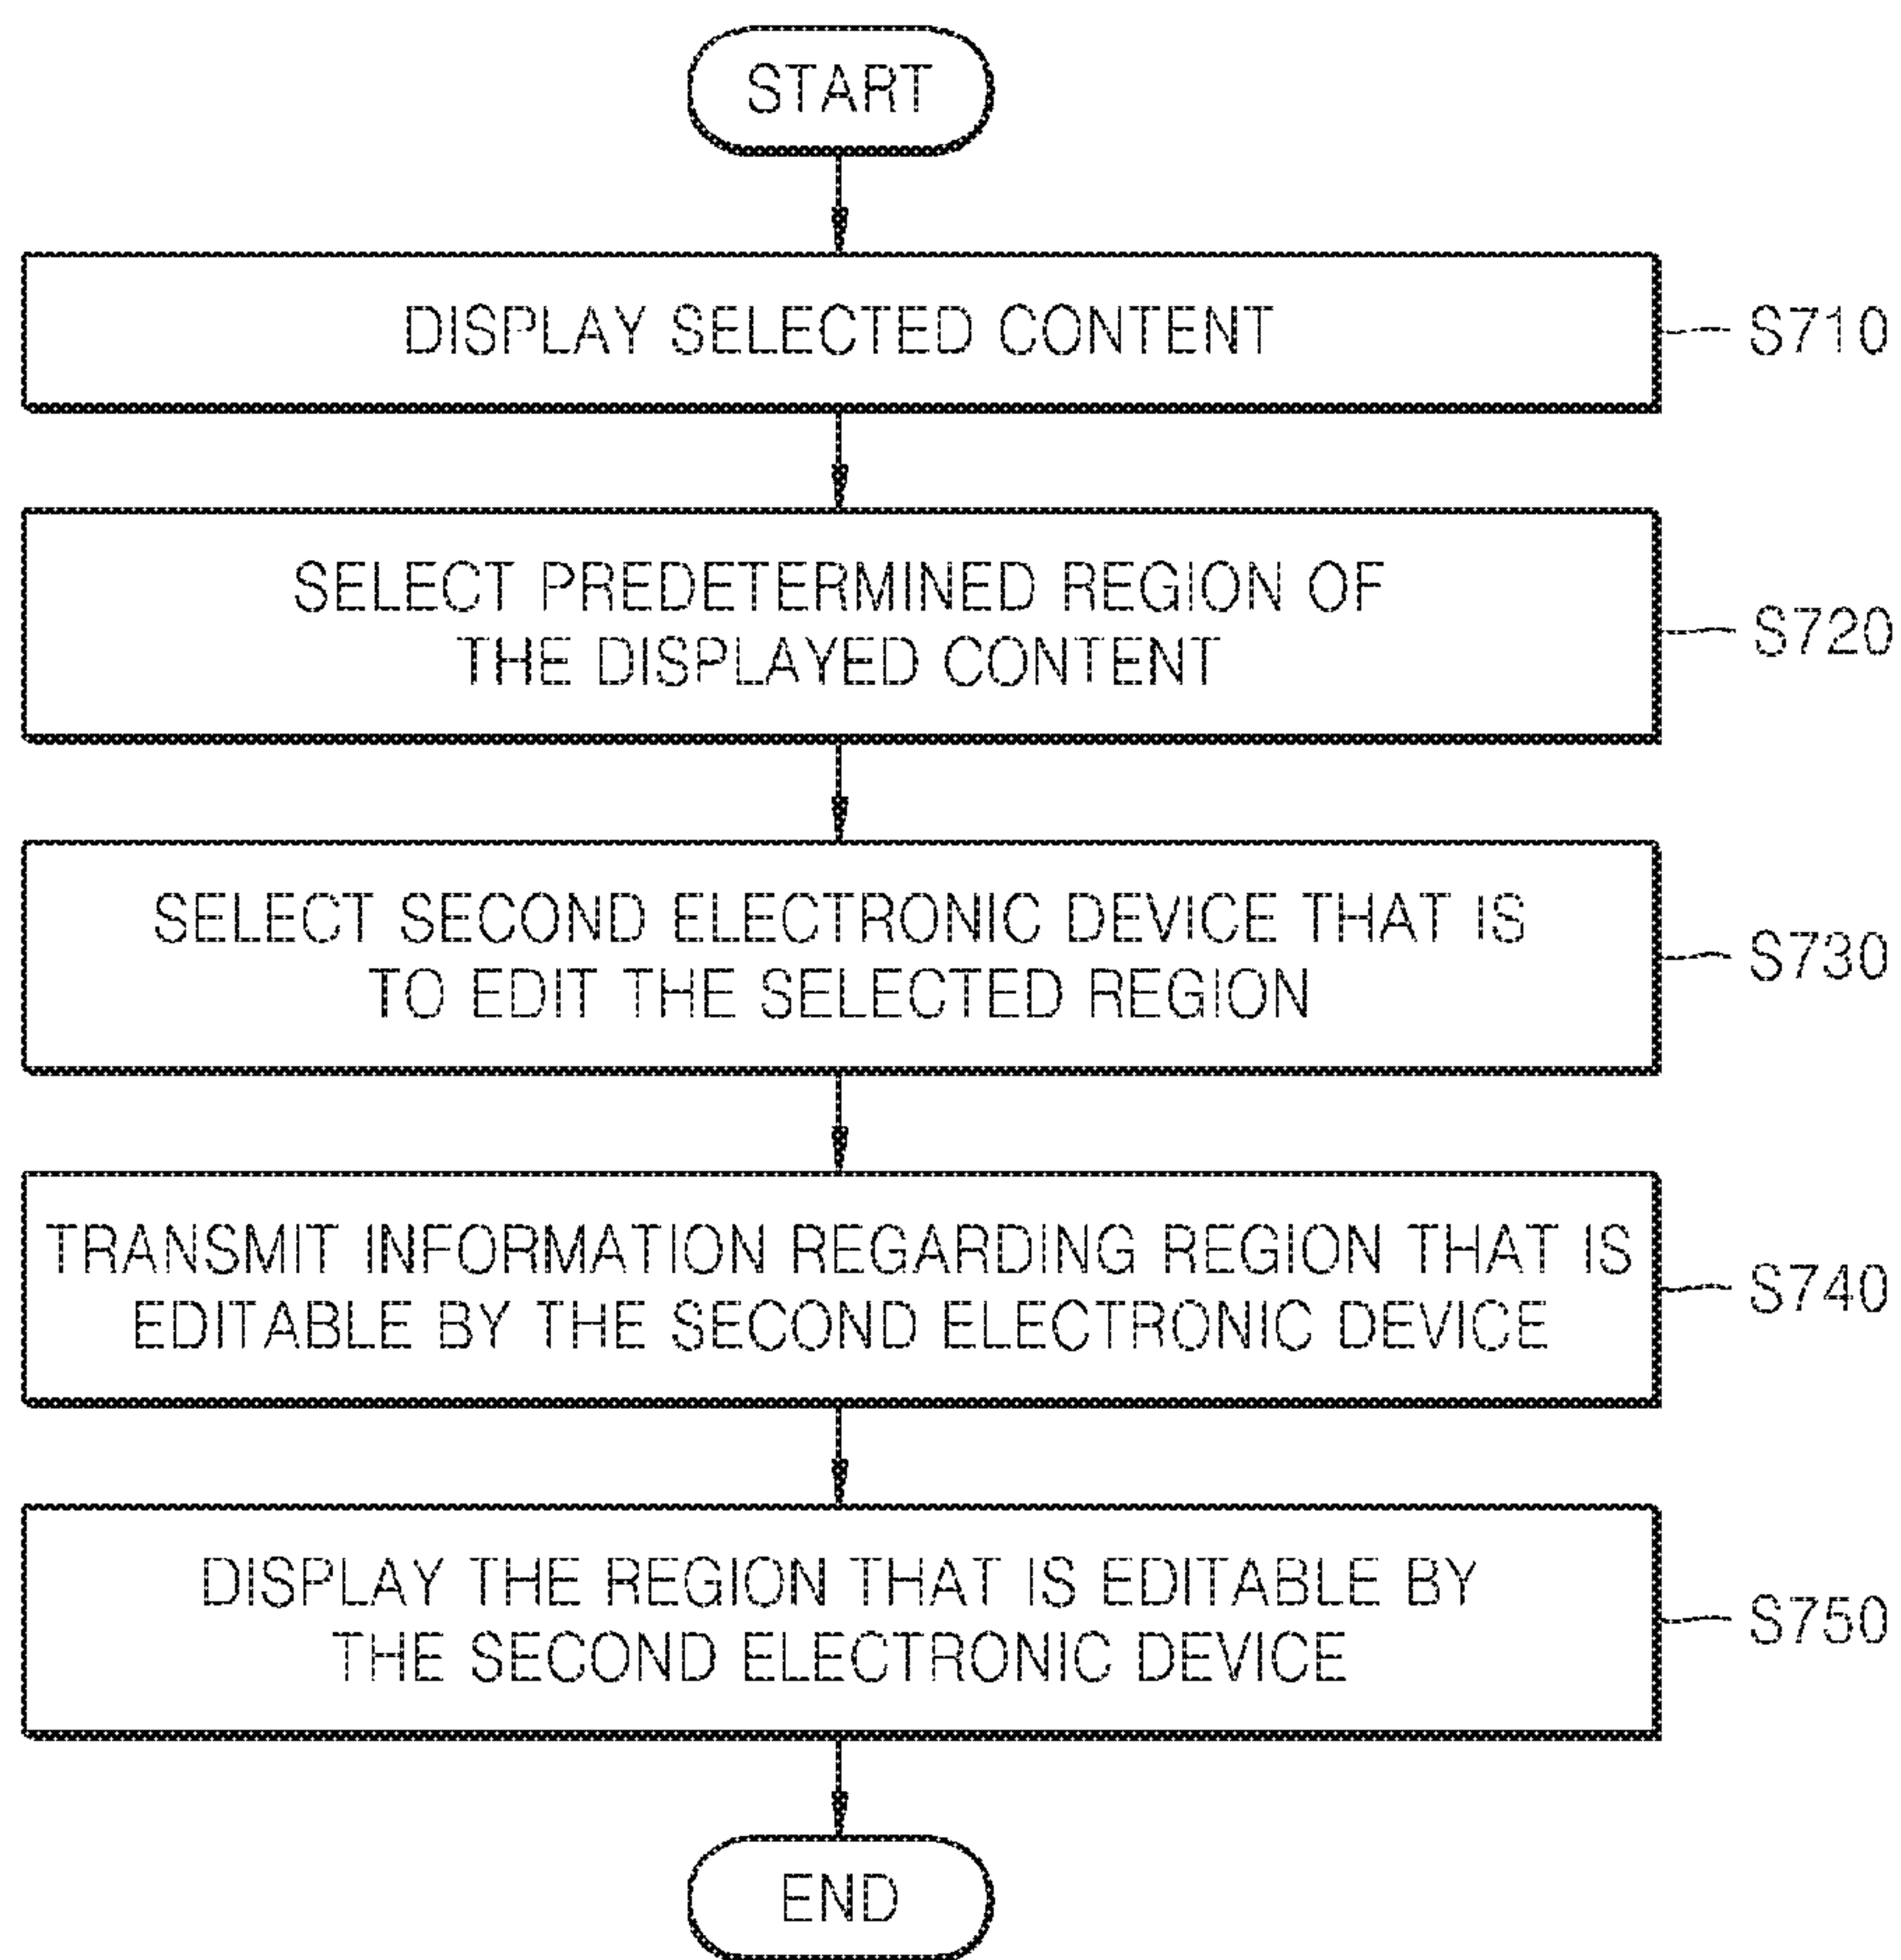 START
DISPLAY SELECTED CONTENT
S710
SELECT PREDETERMINED REGION OF
THE DISPLAYED CONTENT
S720
SELECT SECOND ELECTRONIC DEVICE THAT IS
TO EDIT THE SELECTED REGION
S730
TRANSMIT INFORMATION REGARDING REGION THAT IS
EDITABLE BY THE SECOND ELECTRONIC DEVICE
S740
DISPLAY THE REGION THAT IS EDITABLE BY
THE SECOND ELECTRONIC DEVICE
S750
END